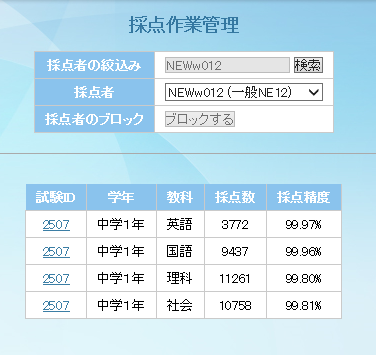 採点作業管理
採点者の絞込み NEWw012 検索
採点者 NEWw012 (一般NE12)
採点者のブロック ブロックする
試験ID 学年 教科 採点数 採点精度
2507 中学1年 英語 3772 99.97%
2507 中学1年 国語 9437 99.96%
2507 中学1年 理科 11261 99.80%
2507 中学1年 社会 10758 99.81%